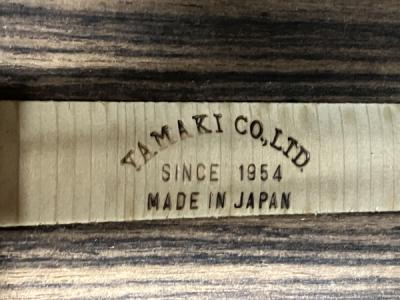 YAMAKI CO.,LTD.
SINCE 1954
MADE IN JAPAN